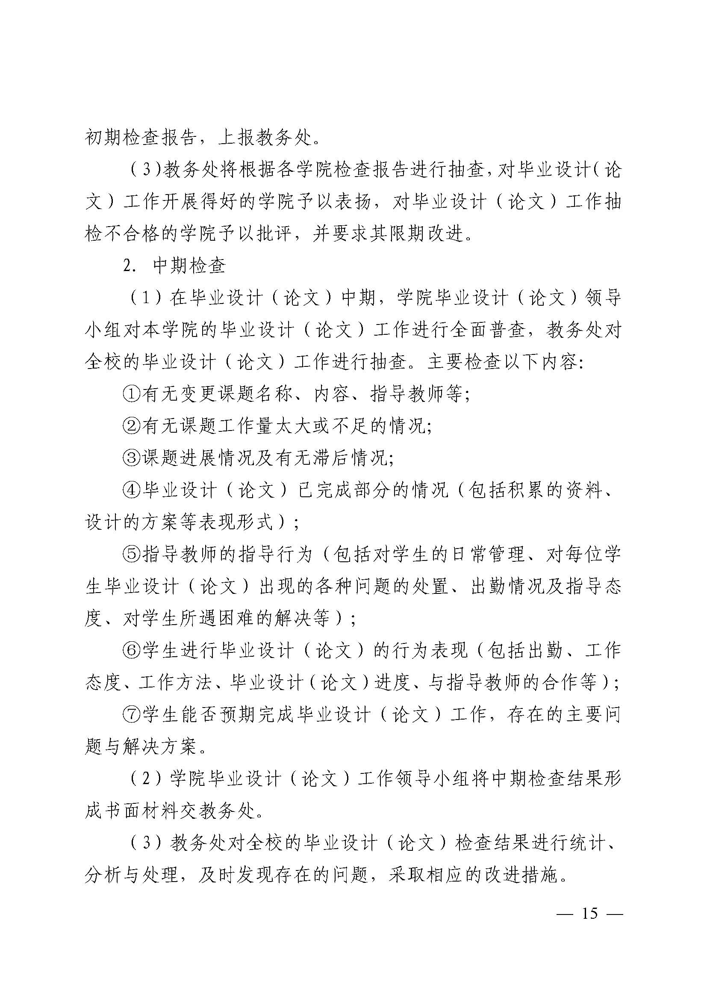 初期检查报告，上报教务处。
（3)教务处将根据各学院检查报告进行抽查,对毕业设计(论
文）工作开展得好的学院予以表扬，对毕业设计（论文）工作抽
检不合格的学院予以批评，并要求其限期改进。
2. 中期检查
（1）在毕业设计（论文）中期，学院毕业设计（论文）领导
小组对本学院的毕业设计（论文）工作进行全面普查，教务处对
全校的毕业设计（论文）工作进行抽查。主要检查以下内容：
①有无变更课题名称、内容、指导教师等；
②有无课题工作量太大或不足的情况；
③课题进展情况及有无滞后情况；
④毕业设计（论文）已完成部分的情况（包括积累的资料、
设计的方案等表现形式）；
⑤指导教师的指导行为（包括对学生的日常管理、对每位学
生毕业设计（论文）出现的各种问题的处置、出勤情况及指导态
度、对学生所遇困难的解决等）；
⑥学生进行毕业设计（论文）的行为表现（包括出勤、工作
态度、工作方法、毕业设计（论文）进度、与指导教师的合作等）；
⑦学生能否预期完成毕业设计（论文）工作，存在的主要问
题与解决方案。
（2）学院毕业设计（论文）工作领导小组将中期检查结果形
成书面材料交教务处。
（3）教务处对全校的毕业设计（论文）检查结果进行统计、
分析与处理，及时发现存在的问题，采取相应的改进措施。
— 15 —